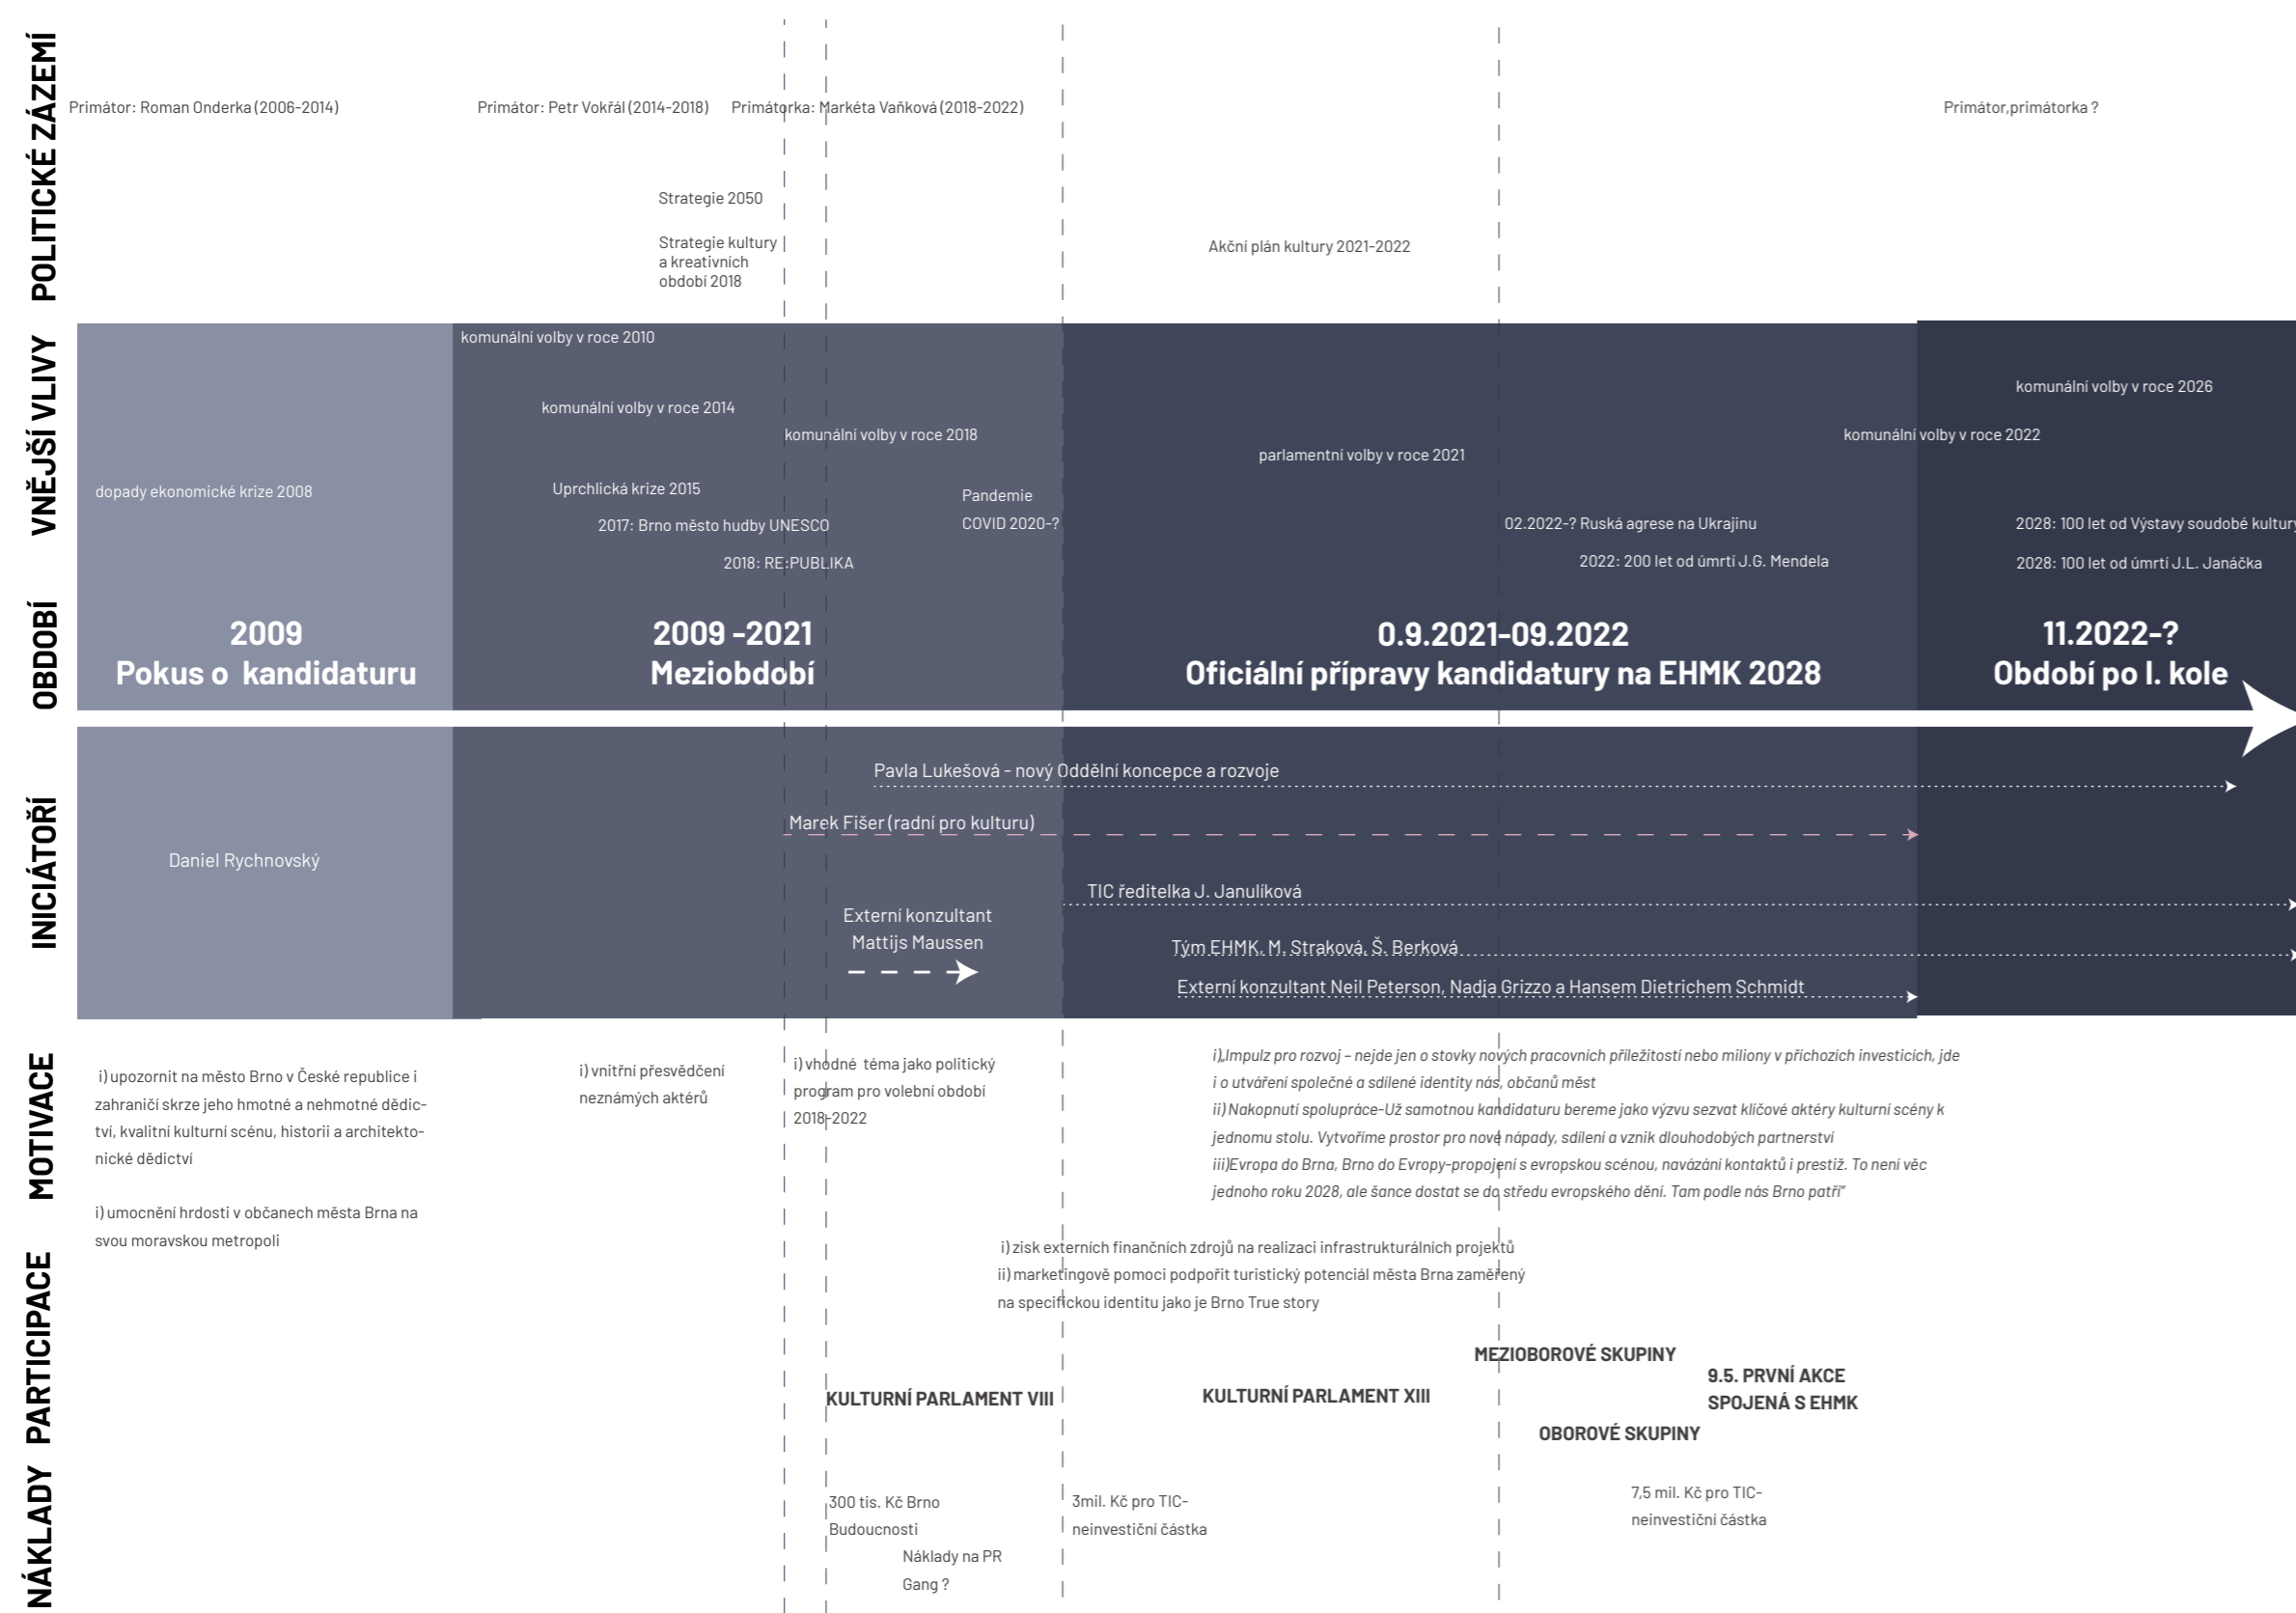 POLITICKÉ ZÁZEMÍ
Primátor: Roman Onderka (2006-2014)
Primátor: Petr Vokřál (2014-2018)
Primátorka: Markéta Vaňková (2018-2022)
Primátor,primátorka ?
Strategie 2050
Strategie kultury
a kreativních
období 2018
Akční plán kultury 2021-2022
VNĚJŠÍ VLIVY
dopady ekonomické krize 2008
komunální volby v roce 2010
komunální volby v roce 2014
komunální volby v roce 2018
Uprchlická krize 2015
2017: Brno město hudby UNESCO
2018: RE:PUBLIKA
Pandemie
COVID 2020-?
parlamentní volby v roce 2021
02.2022-? Ruská agrese na Ukrajinu
2022: 200 let od úmrtí J.G. Mendela
komunální volby v roce 2026
komunální volby v roce 2022
2028: 100 let od Výstavy soudobé kultury
2028: 100 let od úmrtí J.L. Janáčka
OBDOBÍ
2009
Pokus o kandidaturu
2009 -2021
Meziobdobí
0.9.2021-09.2022
Oficiální přípravy kandidatury na EHMK 2028
11.2022-?
Období po I. kole
INICIÁTOŘÍ
Daniel Rychnovský
Pavla Lukešová - nový Oddělní koncepce a rozvoje
Marek Fišer (radní pro kulturu)
Externí konzultant
Mattijs Maussen
TIC ředitelka J. Janulíková
Tým EHMK, M. Straková, Š. Berková
Externí konzultant Neil Peterson, Nadja Grizzo a Hansem Dietrichem Schmidt
MOTIVACE
i) upozornit na město Brno v České republice i
zahraničí skrze jeho hmotné a nehmotné dědic-
tví, kvalitní kulturní scénu, historii a architekto-
nické dědictví
i) umocnění hrdosti v občanech města Brna na
svou moravskou metropoli
i) vnitřní přesvědčení
neznámých aktérů
i) vhodné téma jako politický
program pro volební období
2018-2022
i)„Impulz pro rozvoj – nejde jen o stovky nových pracovních příležitostí nebo miliony v příchozích investicích, jde
i o utváření společné a sdílené identity nás, občanů měst
ii) Nakopnutí spolupráce-Už samotnou kandidaturu bereme jako výzvu sezvat klíčové aktéry kulturní scény k
jednomu stolu. Vytvoříme prostor pro nové nápady, sdílení a vznik dlouhodobých partnerství
iii)Evropa do Brna, Brno do Evropy-propojení s evropskou scénou, navázání kontaktů i prestiž. To není věc
jednoho roku 2028, ale šance dostat se do středu evropského dění. Tam podle nás Brno patří“
i) zisk externích finančních zdrojů na realizaci infrastrukturálních projektů
ii) marketingově pomoci podpořit turistický potenciál města Brna zaměřený
na specifickou identitu jako je Brno True story
PARTICIPACE
KULTURNÍ PARLAMENT VIII
KULTURNÍ PARLAMENT XIII
MEZIOBOROVÉ SKUPINY
9.5. PRVNÍ AKCE
SPOJENÁ S EHMK
OBOROVÉ SKUPINY
NÁKLADY
300 tis. Kč Brno
Budoucnosti
Náklady na PR
Gang ?
3mil. Kč pro TIC-
neinvestiční částka
7,5 mil. Kč pro TIC-
neinvestiční částka